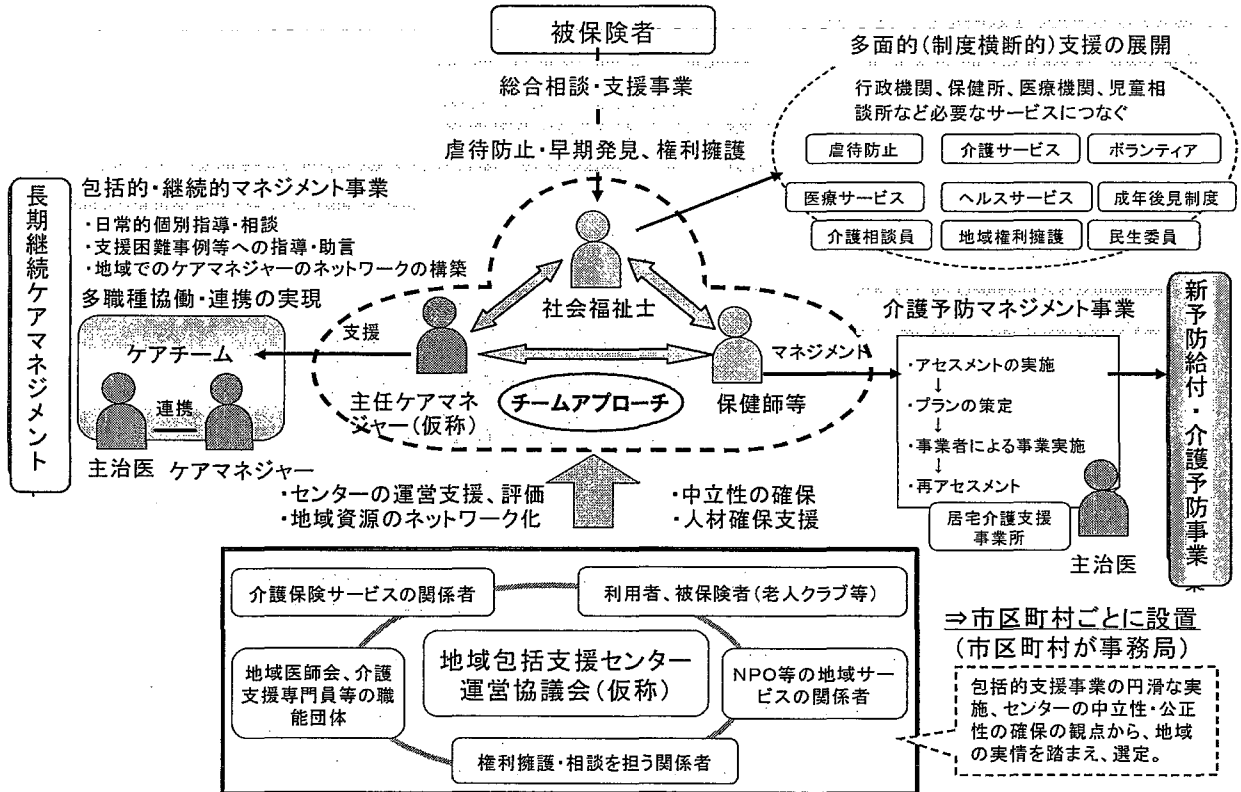 被保険者
総合相談・支援事業
虐待防止・早期発見、権利擁護
多面的(制度横断的)支援の展開
行政機関、保健所、医療機関、児童相
談所など必要なサービスにつなぐ
虐待防止
介護サービス
ボランティア
医療サービス
ヘルスサービス
成年後見制度
介護相談員
地域権利擁護
民生委員
長期継続ケアマネジメント
包括的・継続的マネジメント事業
・日常的個別指導・相談
・支援困難事例等への指導・助言
・地域でのケアマネジャーのネットワークの構築
多職種協働・連携の実現
ケアチーム
連携
主治医
ケアマネジャー
支援
社会福祉士
主任ケアマネ
ジャー(仮称)
チームアプローチ
保健師等
マネジメント
介護予防マネジメント事業
・アセスメントの実施
↓
・プランの策定
↓
・事業者による事業実施
↓
・再アセスメント
居宅介護支援
事業所
主治医
新予防給付・介護予防事業
・センターの運営支援、評価
・地域資源のネットワーク化
・中立性の確保
・人材確保支援
介護保険サービスの関係者
利用者、被保険者(老人クラブ等)
地域医師会、介護
支援専門員等の職
能団体
地域包括支援センター
運営協議会(仮称)
NPO等の地域サー
ビスの関係者
権利擁護・相談を担う関係者
⇒市区町村ごとに設置
(市区町村が事務局)
包括的支援事業の円滑な実
施、センターの中立性・公正
性の確保の観点から、地域
の実情を踏まえ、選定。